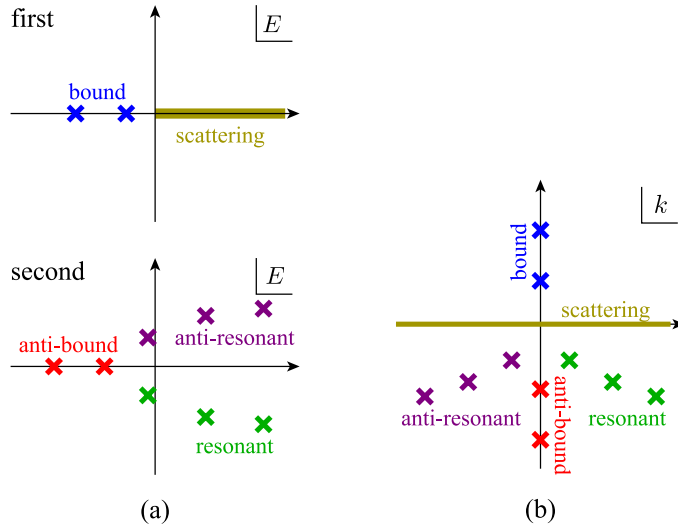 first
E
bound
scattering
second
E
anti-bound
anti-resonant
resonant
(a)
k
bound
scattering
anti-resonant
anti-bound
resonant
(b)